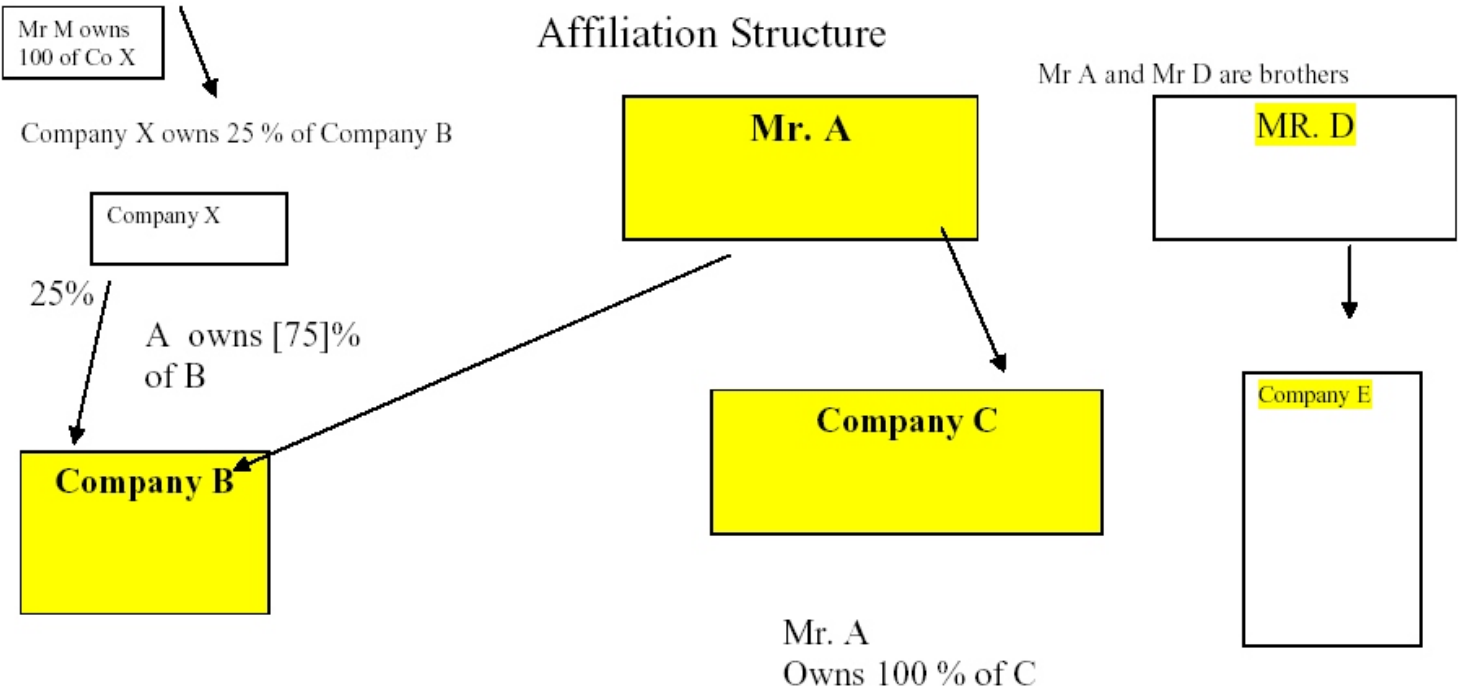 Mr M owns
100 of Co X
Affiliation Structure
Mr A and Mr D are brothers
Company X owns 25 % of Company B
Mr. A
MR. D
Company X
25%
A owns [75]%
of B
Company E
Company C
Company B
Mr. A
Owns 100 % of C